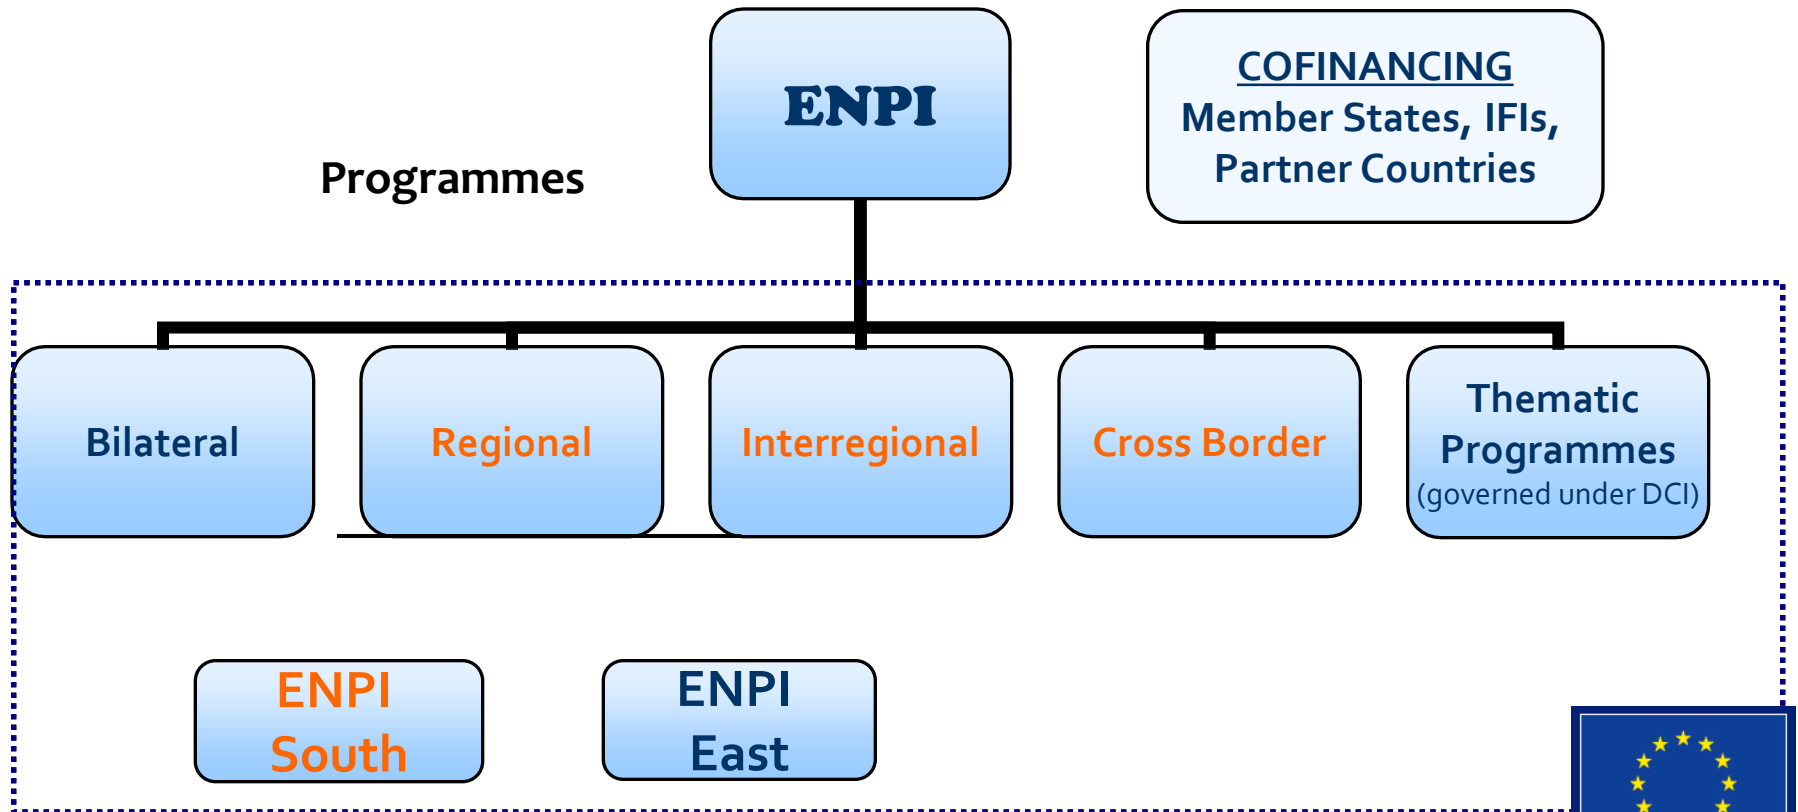 ENPI
COFINANCING
Member States, IFIs,
Partner Countries
Programmes
Bilateral
Regional
Interregional
Cross Border
Thematic
Programmes
(governed under DCI)
ENPI
South
ENPI
East